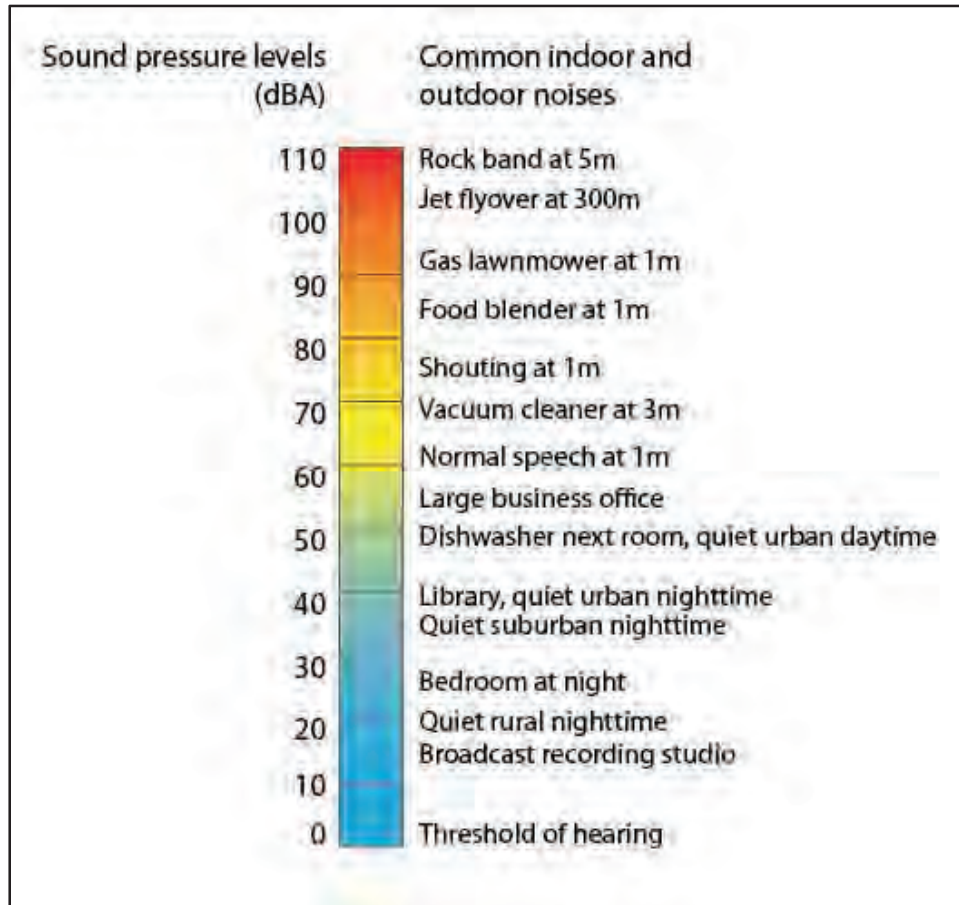 Sound pressure levels
(dBA)
Common indoor and
outdoor noises
110
Rock band at 5m
Jet flyover at 300m
100
Gas lawnmower at 1m
90
Food blender at 1m
80
Shouting at 1m
70
Vacuum cleaner at 3m
Normal speech at 1m
60
Large business office
50
Dishwasher next room, quiet urban daytime
40
Library, quiet urban nighttime
Quiet suburban nighttime
30
Bedroom at night
20
Quiet rural nighttime
Broadcast recording studio
10
0
Threshold of hearing